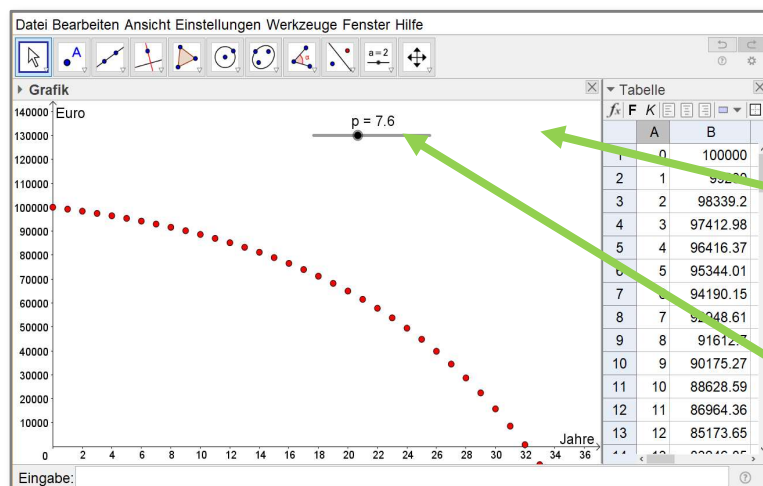 Datei Bearbeiten Ansicht Einstellungen Werkzeuge Fenster Hilfe
A
α
a=2
Grafik
Tabelle
fx F K
Euro
p = 7.6
140000
130000
120000
110000
100000
90000
80000
70000
60000
50000
40000
30000
20000
10000
0 2 4 6 8 10 12 14 16 18 20 22 24 26 28 30 32 34 36
Jahre
A B
0 100000
2 1
3 2 98339.2
4 3 97412.98
5 4 96416.37
6 5 95344.01
7 94190.15
8 7
9 8
10 9 90175.27
11 10 88628.59
12 11 86964.36
13 12 85173.65
Eingabe: